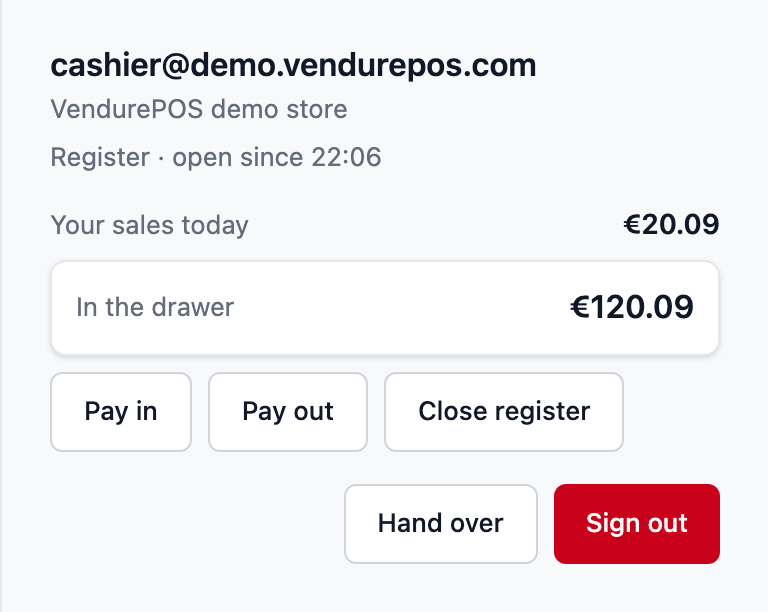 cashier@demo.vendurepos.com
VendurePOS demo store
Register · open since 22:06
Your sales today €20.09
In the drawer €120.09
Pay in Pay out Close register
Hand over Sign out